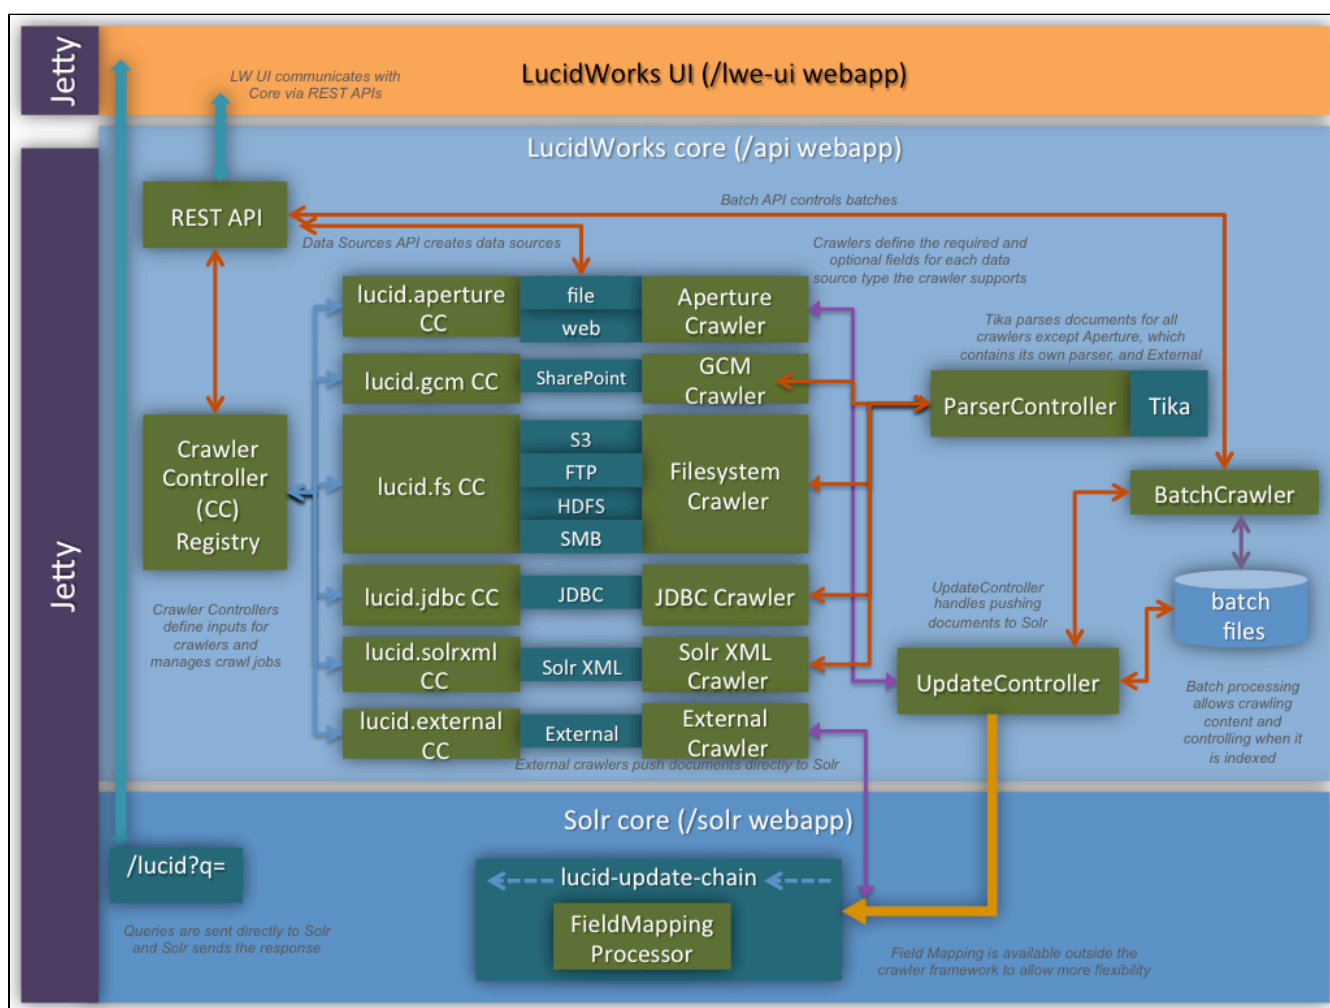 Jetty
LucidWorks UI (/lwe-ui webapp)
LW UI communicates with
Core via REST APIs
Jetty
LucidWorks core (/api webapp)
REST API
Batch API controls batches
Data Sources API creates data sources
Crawlers define the required and
optional fields for each data
source type the crawler supports
lucid.aperture
CC
file
web
Aperture
Crawler
Tika parses documents for all
crawlers except Aperture, which
contains its own parser, and External
lucid.gcm CC
SharePoint
GCM
Crawler
ParserController
Tika
Crawler
Controller
(CC)
Registry
lucid.fs CC
S3
FTP
HDFS
SMB
Filesystem
Crawler
BatchCrawler
lucid.jdbc CC
JDBC
JDBC Crawler
UpdateController
handles pushing
documents to Solr
batch
files
Crawler Controllers
define inputs for
crawlers and
manages crawl jobs
lucid.solrxml
CC
Solr XML
Solr XML
Crawler
UpdateController
lucid.external
CC
External
External
Crawler
Batch processing
allows crawling
content and
controlling when it
is indexed
External crawlers push documents directly to Solr
Solr core (/solr webapp)
/lucid?q=
lucid-update-chain
FieldMapping
Processor
Queries are sent directly to Solr
and Solr sends the response
Field Mapping is available outside the
crawler framework to allow more flexibility